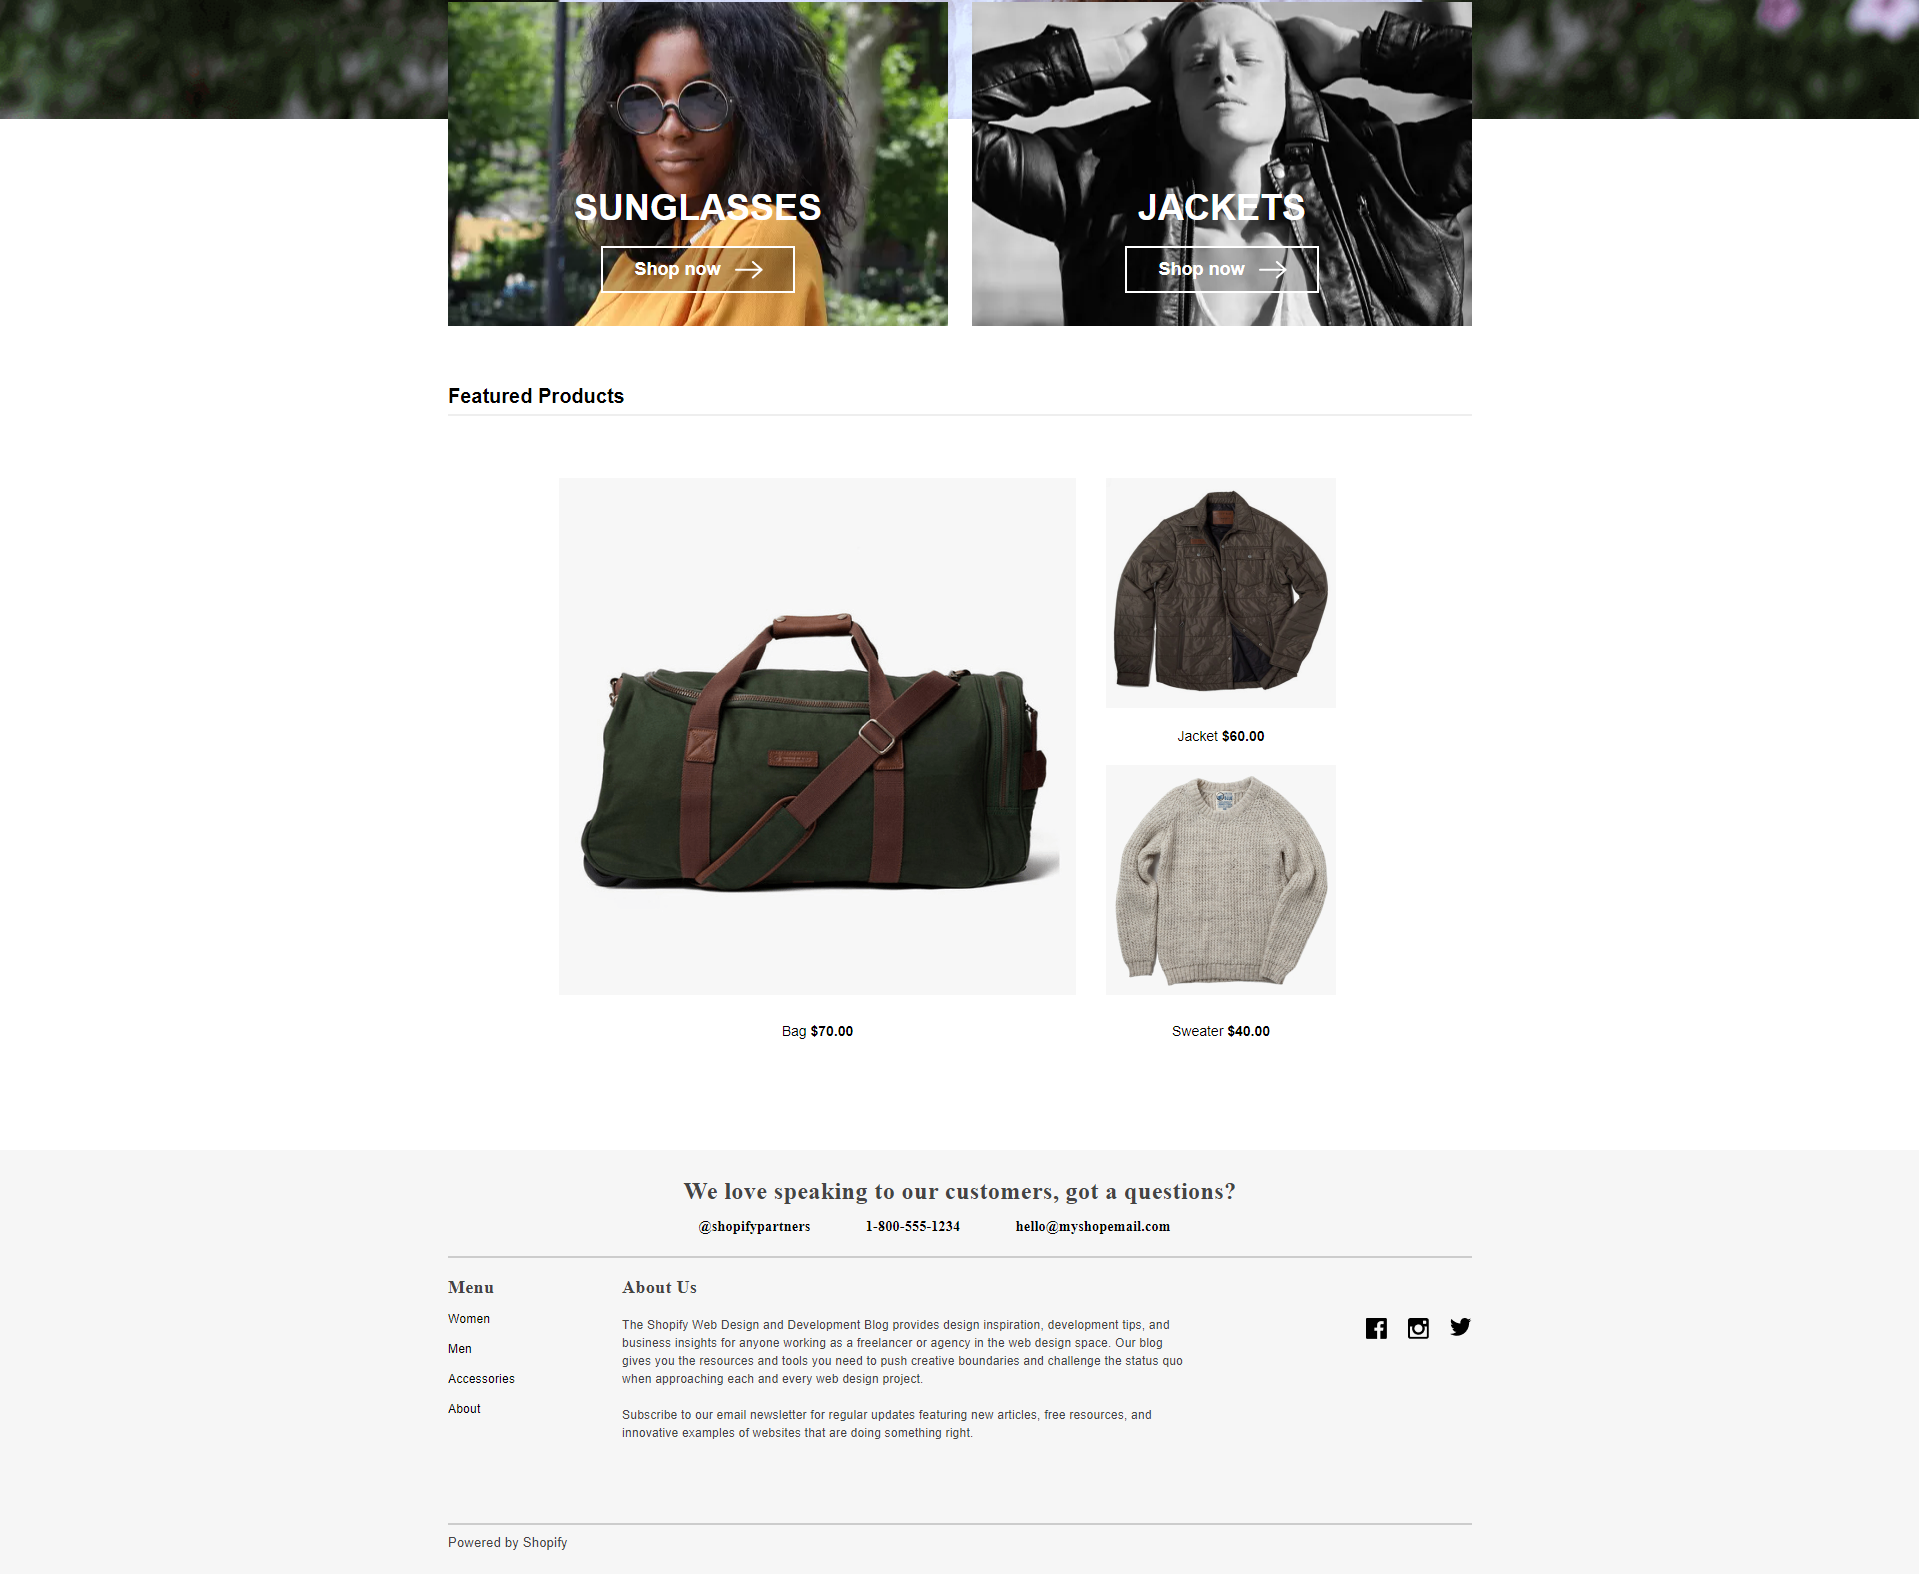 SUNGLASSES
Shop now
JACKETS
Shop now
Featured Products
Jacket $60.00
Bag $70.00
Sweater $40.00
We love speaking to our customers, got a questions?
@shopifypartners 1-800-555-1234 hello@myshopemail.com
Menu
Women
Men
Accessories
About
About Us
The Shopify Web Design and Development Blog provides design inspiration, development tips, and
business insights for anyone working as a freelancer or agency in the web design space. Our blog
gives you the resources and tools you need to push creative boundaries and challenge the status quo
when approaching each and every web design project.
Subscribe to our email newsletter for regular updates featuring new articles, free resources, and
innovative examples of websites that are doing something right.
Powered by Shopify